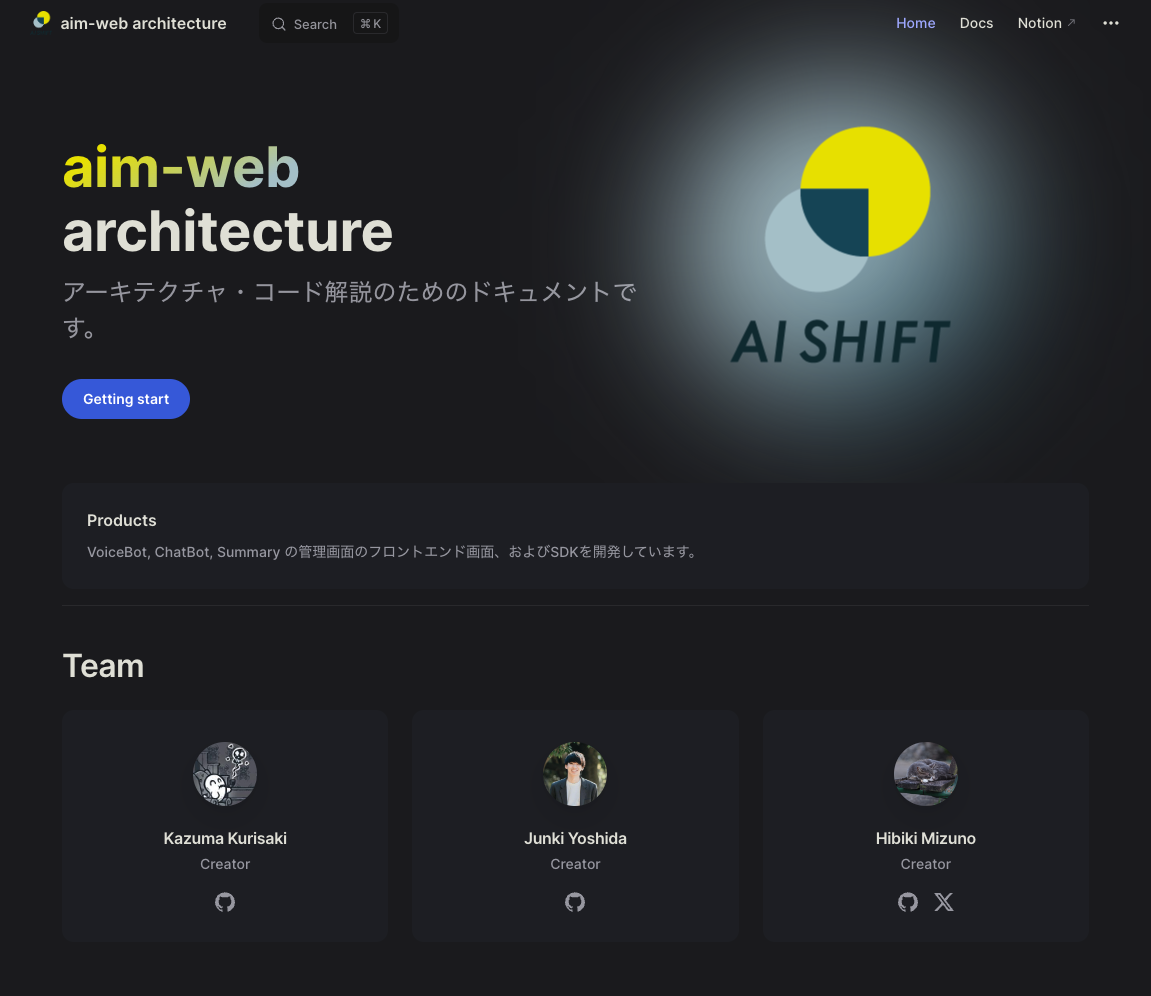 aim-web architecture
Search
⌘ K
Home
Docs
Notion
aim-web
architecture
アーキテクチャ・コード解説のためのドキュメントで
す。
Getting start
AI SHIFT
Products
VoiceBot, ChatBot, Summary の管理画面のフロントエンド画面、およびSDKを開発しています。
Team
Kazuma Kurisaki
Creator
Junki Yoshida
Creator
Hibiki Mizuno
Creator